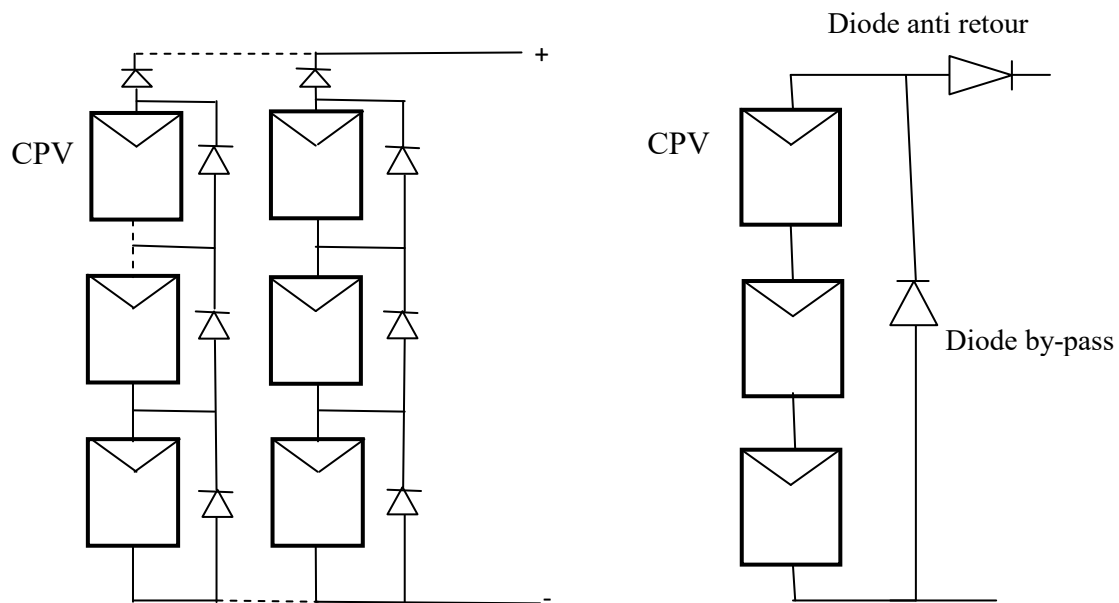 Diode anti retour
+
CPV
CPV
Diode by-pass
-